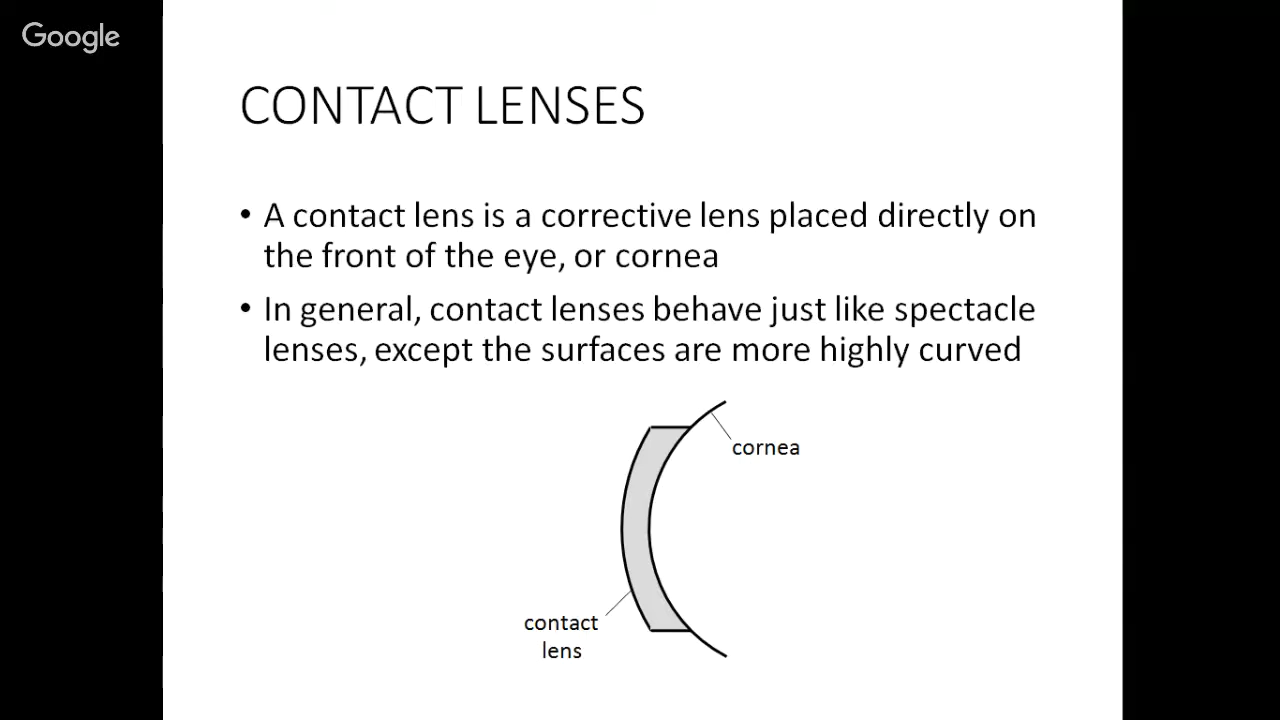 Google
CONTACT LENSES
• A contact lens is a corrective lens placed directly on
the front of the eye, or cornea
• In general, contact lenses behave just like spectacle
lenses, except the surfaces are more highly curved
cornea
contact
lens